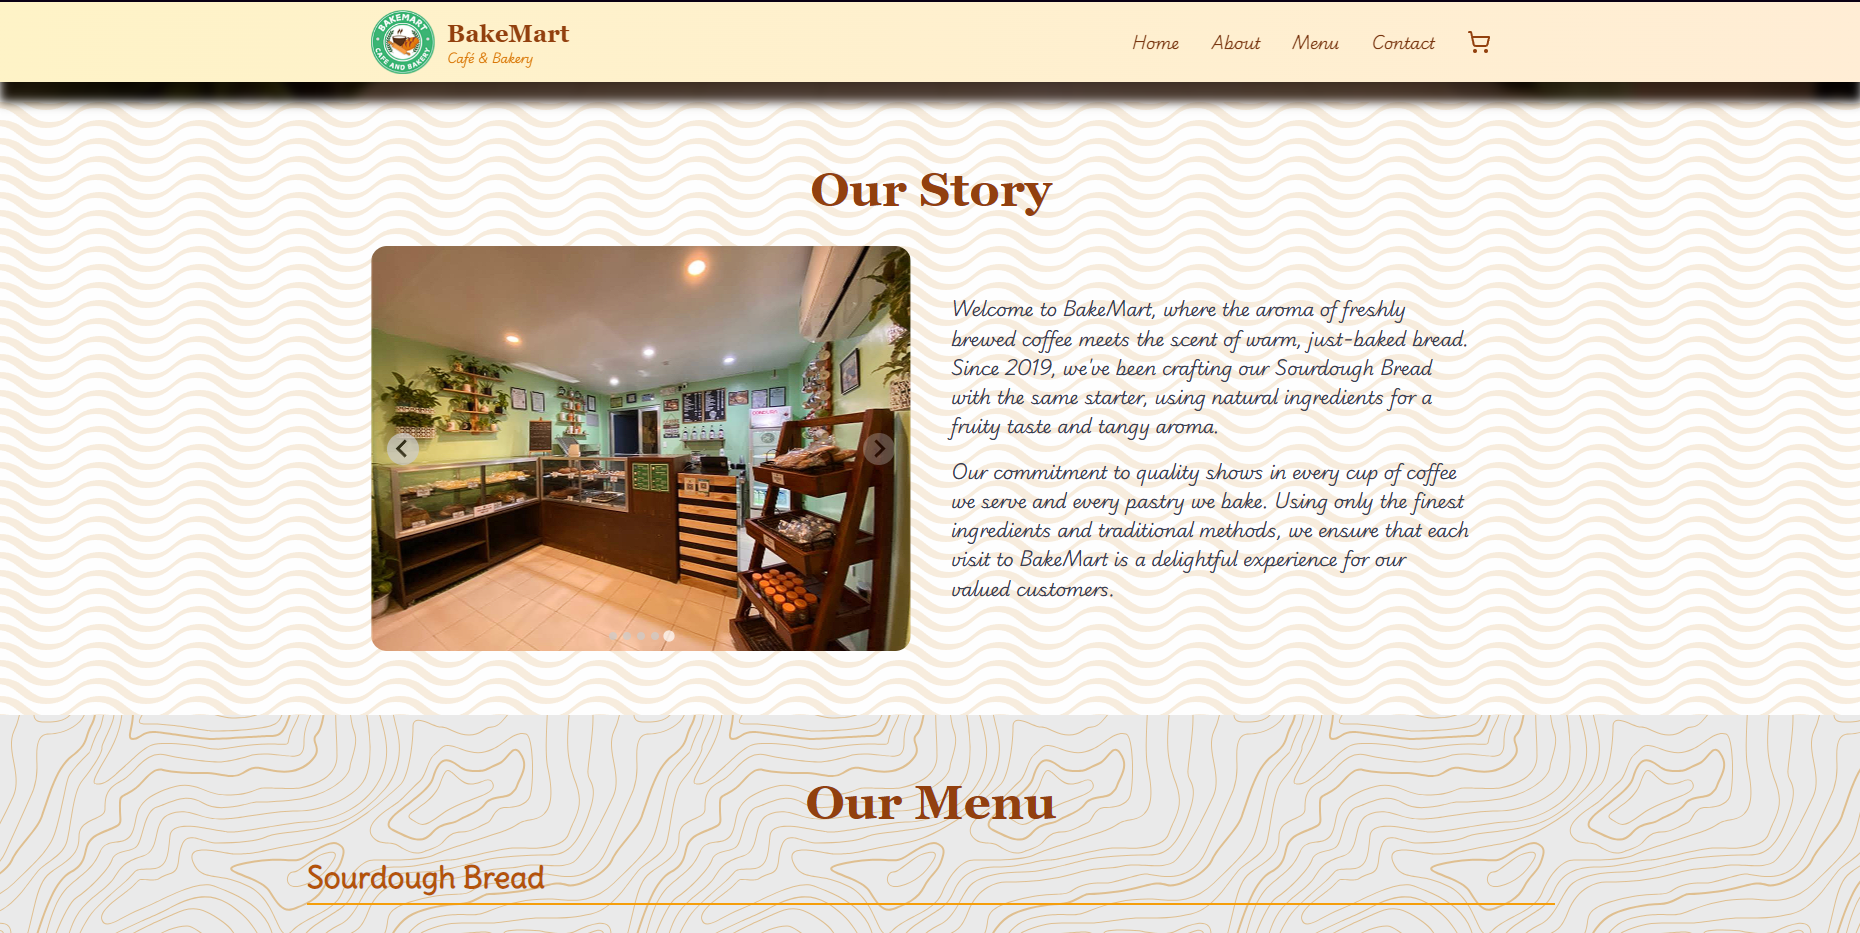 BAKEMART
CAFE AND BAKERY
BakeMart
Café & Bakery
Home
About
Menu
Contact
Our Story
Welcome to BakeMart, where the aroma of freshly
brewed coffee meets the scent of warm, just-baked bread.
Since 2019, we've been crafting our Sourdough Bread
with the same starter, using natural ingredients for a
fruity taste and tangy aroma.
Our commitment to quality shows in every cup of coffee
we serve and every pastry we bake. Using only the finest
ingredients and traditional methods, we ensure that each
visit to BakeMart is a delightful experience for our
valued customers.
Our Menu
Sourdough Bread